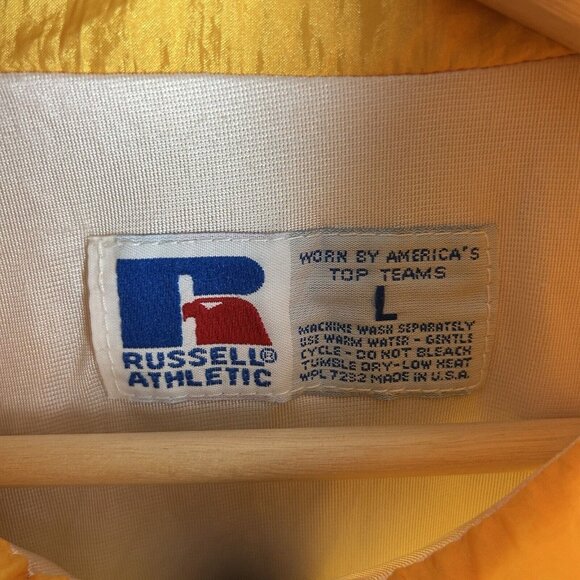 RUSSELL®
ATHLETIC
WORN BY AMERICA'S
TOP TEAMS
L
MACHINE WASH SEPARATELY
USE WARM WATER - GENTLE
CYCLE - DO NOT BLEACH
TUMBLE DRY - LOW HEAT
WPL 7232 MADE IN U.S.A.